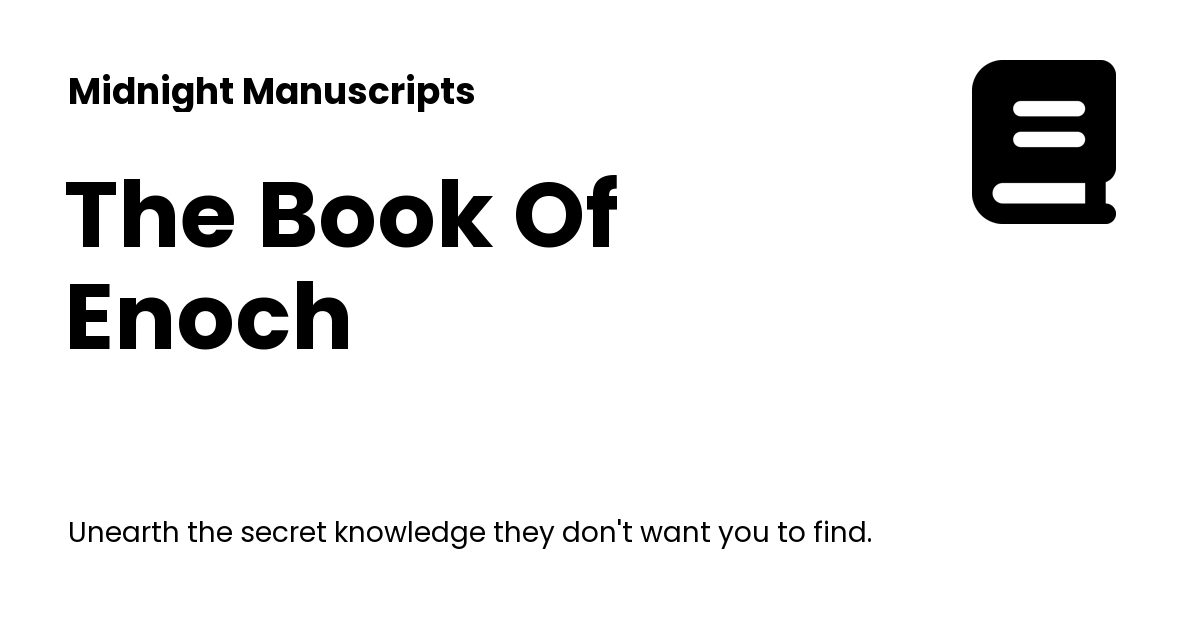 Midnight Manuscripts
The Book Of
Enoch
Unearth the secret knowledge they don't want you to find.